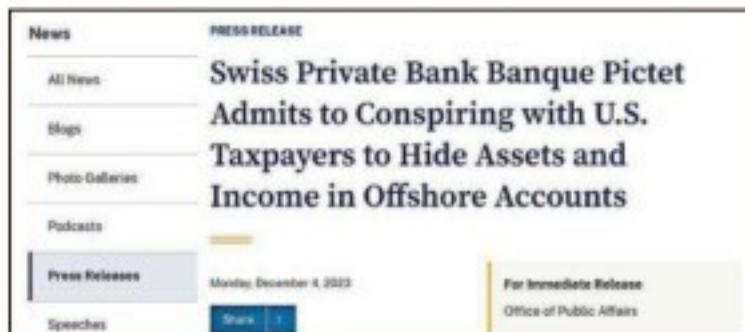 News
All News
Blogs
Photo Galleries
Podcasts
Press Releases
Speeches
PRESS RELEASE
Swiss Private Bank Banque Pictet
Admits to Conspiring with U.S.
Taxpayers to Hide Assets and
Income in Offshore Accounts
Monday, December 4, 2023
Share
For Immediate Release
Office of Public Affairs